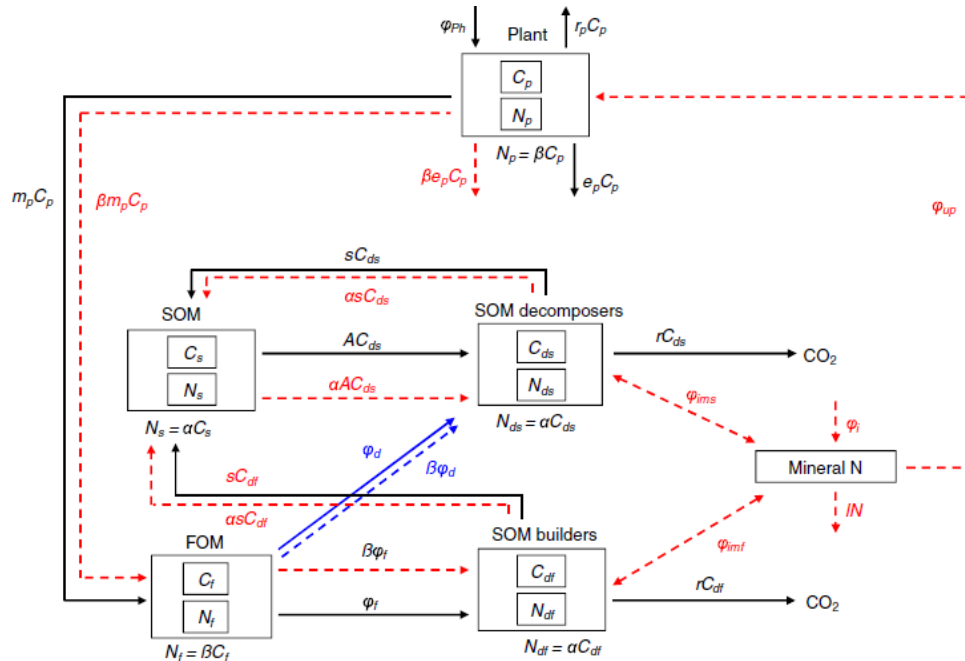 φPh
rpCp
Plant
Cp
Np
Np = βCp
βepCp
epCp
mpCp
βmpCp
φup
sCds
αsCds
SOM
SOM decomposers
Cs
Ns
ACds
αACds
Cds
Nds
rCds
CO2
Ns = αCs
Nds = αCds
φims
φi
φd
βφd
Mineral N
sCdf
αsCdf
lN
FOM
SOM builders
φimf
Cf
Nf
βφf
φf
Cdf
Ndf
rCdf
CO2
Nf = βCf
Ndf = αCdf